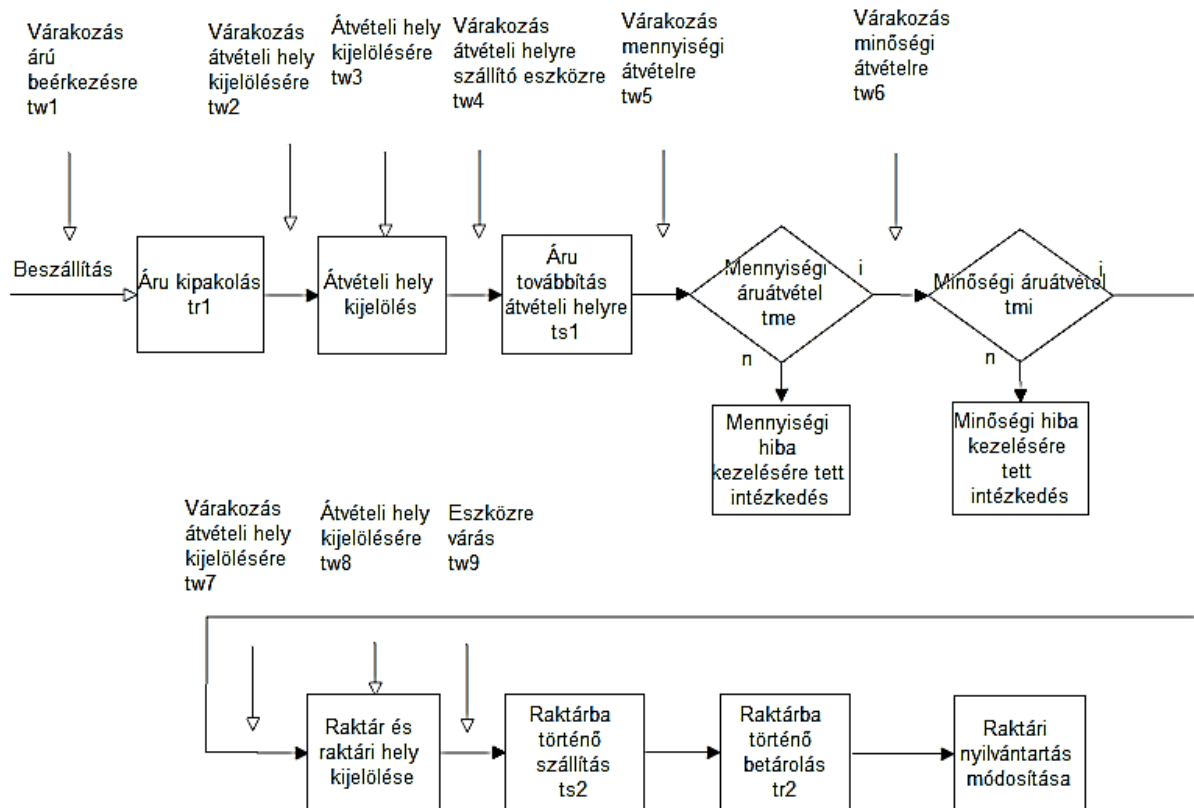 Várakozás
árú
beérkezésre
tw1
Várakozás
átvételi hely
kijelölésére
tw2
Átvételi hely
kijelölésére
tw3
Várakozás
átvételi helyre
szállító eszközre
tw4
Várakozás
mennyiségi
átvételre
tw5
Várakozás
minőségi
átvételre
tw6
Beszállítás
Áru kipakolás
tr1
Átvételi hely
kijelölés
Áru
továbbítás
átvételi helyre
ts1
Mennyiségi
áruátvétel
tme
i
n
Minőségi áruátvétel
tmi
i
n
Mennyiségi
hiba
kezelésére tett
intézkedés
Minőségi hiba
kezelésére
tett
intézkedés
Várakozás
átvételi hely
kijelölésére
tw7
Átvételi hely
kijelölésére
tw8
Eszközre
várás
tw9
Raktár és
raktári hely
kijelölése
Raktárba
történő
szállítás
ts2
Raktárba
történő
betárolás
tr2
Raktári
nyilvántartás
módosítása